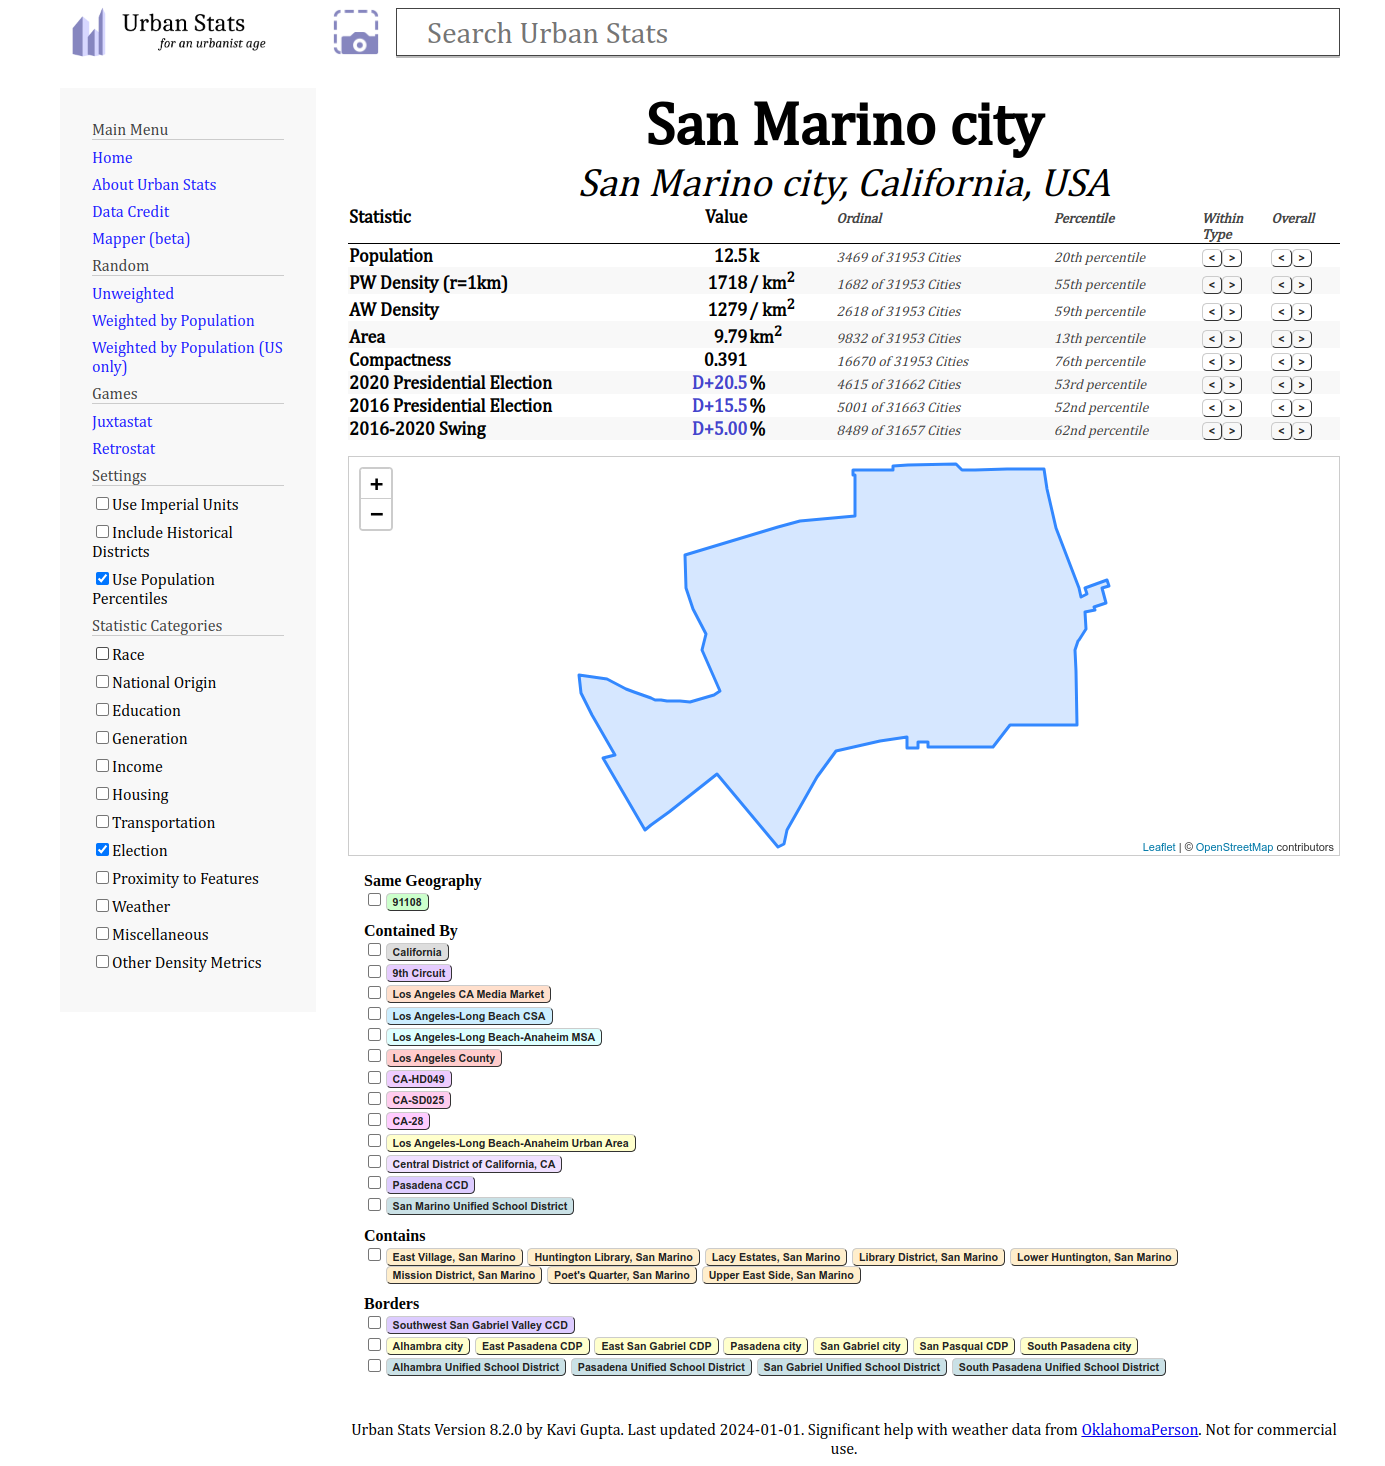 Urban Stats
for an urbanist age
Search Urban Stats
Main Menu
Home
About Urban Stats
Data Credit
Mapper (beta)
Random
Unweighted
Weighted by Population
Weighted by Population (US
only)
Games
Juxtastat
Retrostat
Settings
Use Imperial Units
Include Historical
Districts
Use Population
Percentiles
Statistic Categories
Race
National Origin
Education
Generation
Income
Housing
Transportation
Election
Proximity to Features
Weather
Miscellaneous
Other Density Metrics
San Marino city
San Marino city, California, USA
Statistic Value Ordinal Percentile Within Type Overall
Population 12.5 k 3469 of 31953 Cities 20th percentile < > < >
PW Density (r=1km) 1718 / km² 1682 of 31953 Cities 55th percentile < > < >
AW Density 1279 / km² 2618 of 31953 Cities 59th percentile < > < >
Area 9.79 km² 9832 of 31953 Cities 13th percentile < > < >
Compactness 0.391 16670 of 31953 Cities 76th percentile < > < >
2020 Presidential Election D+20.5 % 4615 of 31662 Cities 53rd percentile < > < >
2016 Presidential Election D+15.5 % 5001 of 31663 Cities 52nd percentile < > < >
2016-2020 Swing D+5.00 % 8489 of 31657 Cities 62nd percentile < > < >
+
−
Leaflet | © OpenStreetMap contributors
Same Geography
91108
Contained By
California
9th Circuit
Los Angeles CA Media Market
Los Angeles-Long Beach CSA
Los Angeles-Long Beach-Anaheim MSA
Los Angeles County
CA-HD049
CA-SD025
CA-28
Los Angeles-Long Beach-Anaheim Urban Area
Central District of California, CA
Pasadena CCD
San Marino Unified School District
Contains
East Village, San Marino Huntington Library, San Marino Lacy Estates, San Marino Library District, San Marino Lower Huntington, San Marino
Mission District, San Marino Poet's Quarter, San Marino Upper East Side, San Marino
Borders
Southwest San Gabriel Valley CCD
Alhambra city East Pasadena CDP East San Gabriel CDP Pasadena city San Gabriel city San Pasqual CDP South Pasadena city
Alhambra Unified School District Pasadena Unified School District San Gabriel Unified School District South Pasadena Unified School District
Urban Stats Version 8.2.0 by Kavi Gupta. Last updated 2024-01-01. Significant help with weather data from OklahomaPerson. Not for commercial
use.